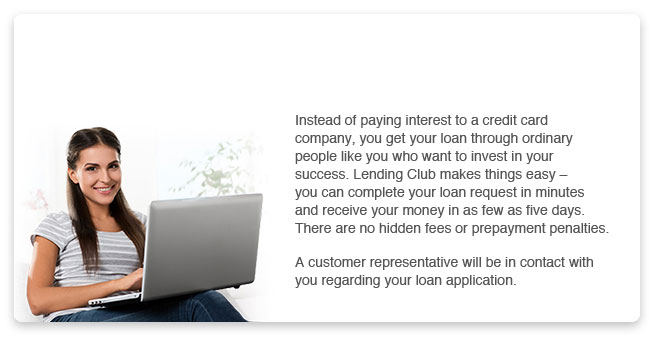 Instead of paying interest to a credit card
company, you get your loan through ordinary
people like you who want to invest in your
success. Lending Club makes things easy –
you can complete your loan request in minutes
and receive your money in as few as five days.
There are no hidden fees or prepayment penalties.
A customer representative will be in contact with
you regarding your loan application.